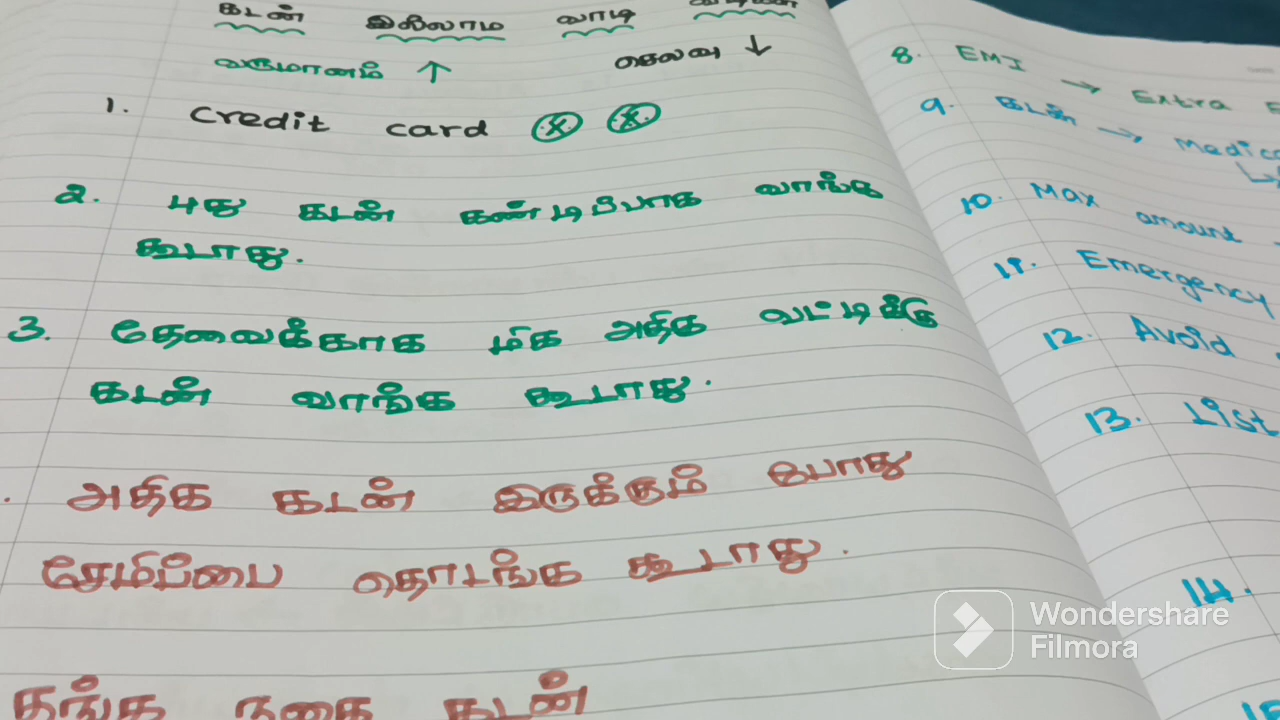 கடன் இல்லாம வாடி
வருமானம் ↑ செலவு ↓
1. Credit card
2. புது கடன் கண்டிப்பாக வாங்க
கூடாது.
3. தேவைக்காக மிக அதிக வட்டிக்கு
கடன் வாங்க கூடாது.
அதிக கடன் இருக்கும் போது
சேமிப்பை தொடங்க கூடாது.
தங்க நகை கடன்
8. EMI → Extra
9. கடன் →
10. Max amount
11. Emergency
12. Avoid
13. List
14.
Wondershare
Filmora